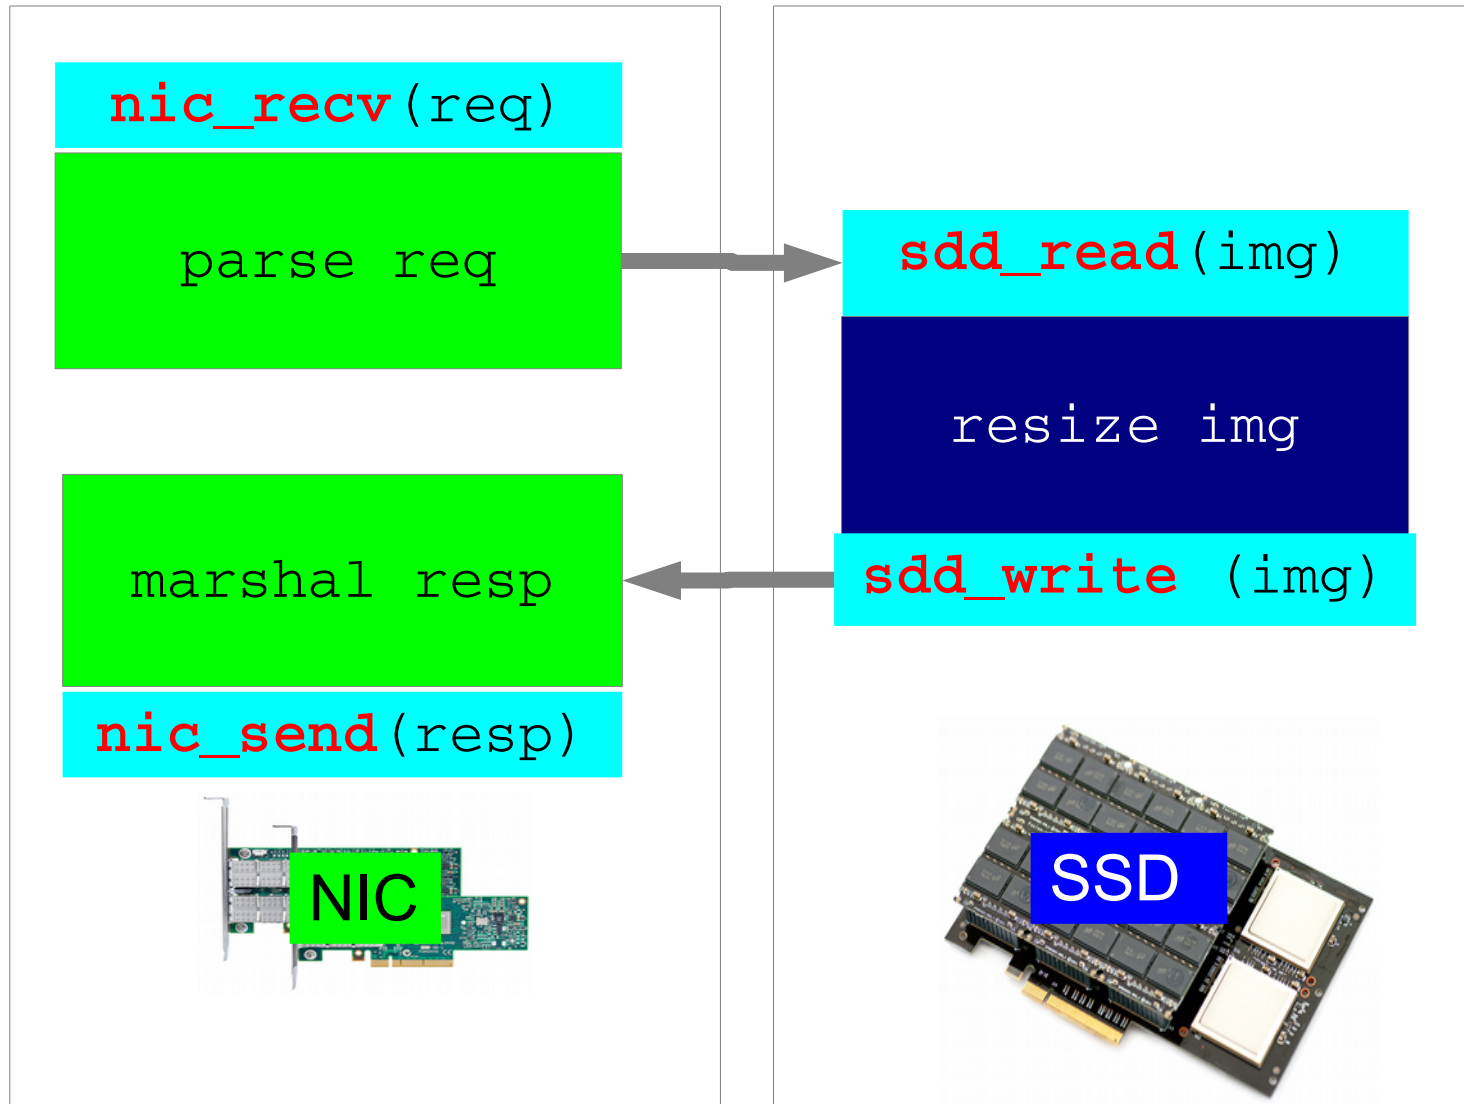 nic_recv(req)
parse req
marshal resp
nic_send(resp)
NIC
sdd_read(img)
resize img
sdd_write (img)
SSD